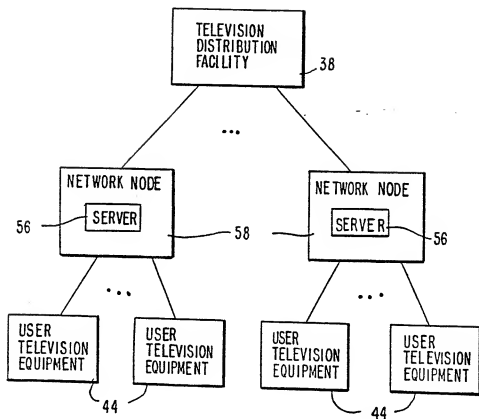 TELEVISION
DISTRIBUTION
FACILITY
38
NETWORK NODE
SERVER
56
58
NETWORK NODE
SERVER
56
USER
TELEVISION
EQUIPMENT
USER
TELEVISION
EQUIPMENT
44
USER
TELEVISION
EQUIPMENT
USER
TELEVISION
EQUIPMENT
44